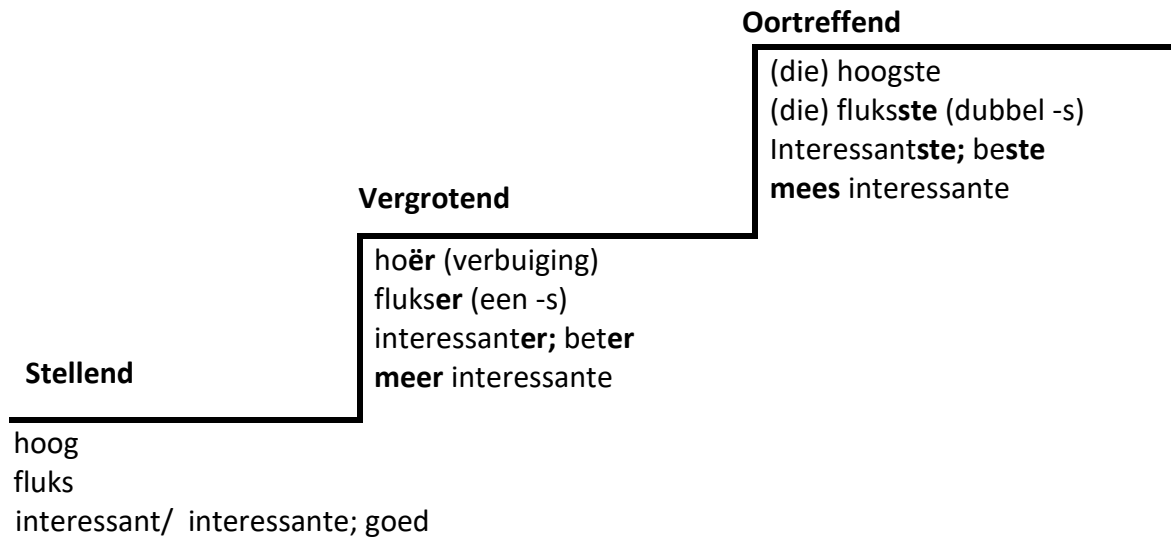 Oortreffend
(die) hoogste
(die) fluksste (dubbel -s)
Interessantste; beste
mees interessante
Vergrotend
hoër (verbuiging)
flukser (een -s)
interessanter; beter
meer interessante
Stellend
hoog
fluks
interessant/ interessante; goed